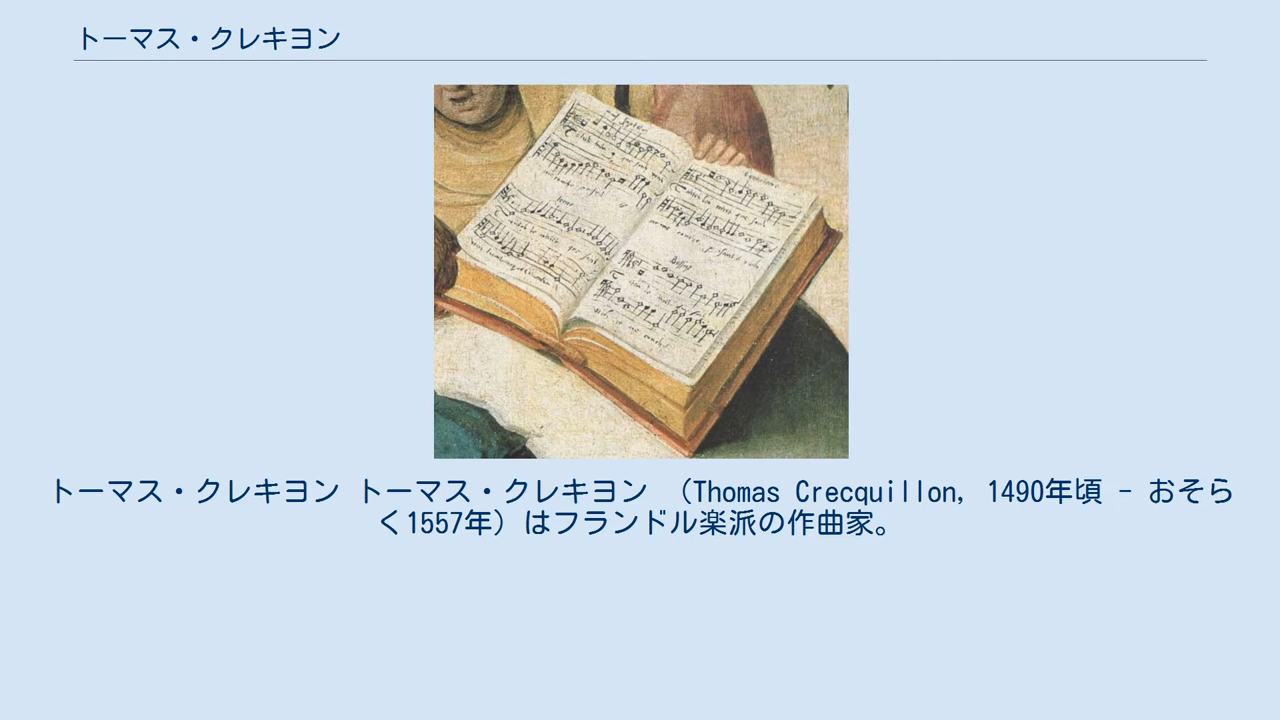 トーマス・クレキヨン
トーマス・クレキヨン トーマス・クレキヨン （Thomas Crecquillon, 1490年頃 - おそら
く1557年）はフランドル楽派の作曲家。